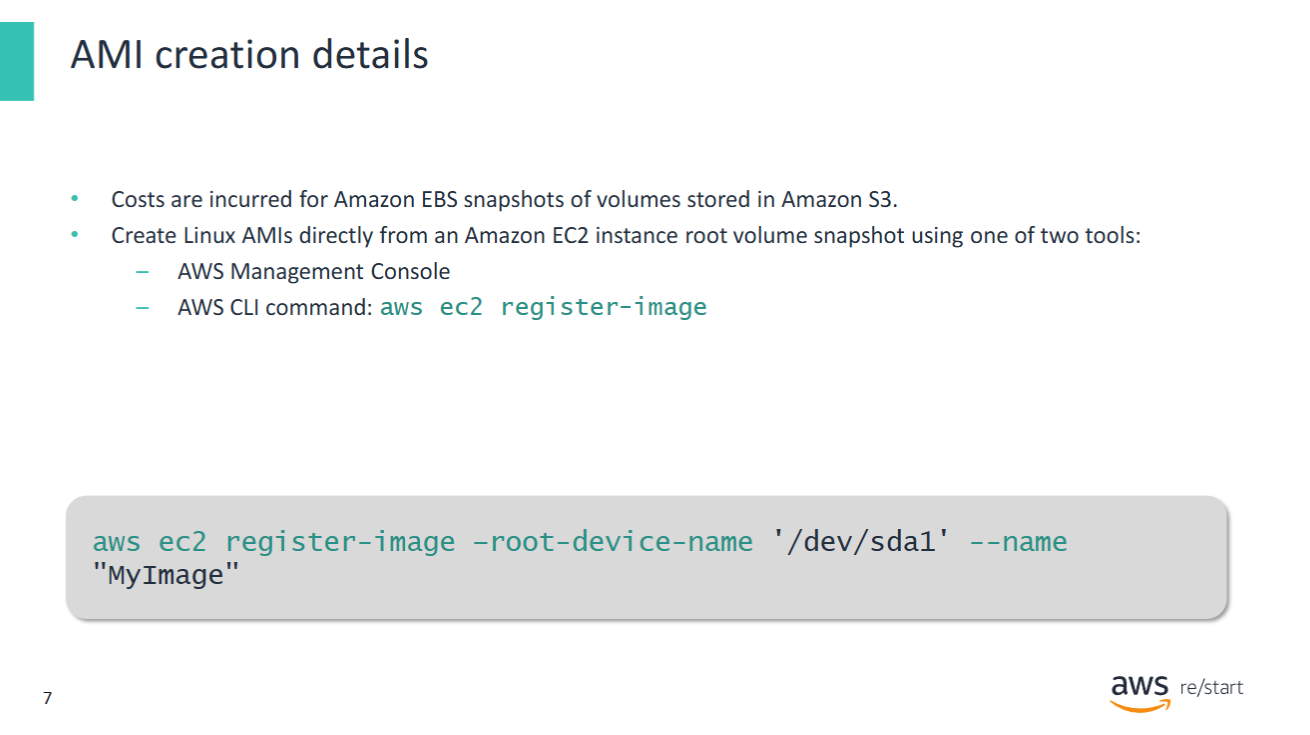 AMI creation details
• Costs are incurred for Amazon EBS snapshots of volumes stored in Amazon S3.
• Create Linux AMIs directly from an Amazon EC2 instance root volume snapshot using one of two tools:
– AWS Management Console
– AWS CLI command: aws ec2 register-image
aws ec2 register-image –root-device-name '/dev/sda1' --name
"MyImage"
7
aws re/start